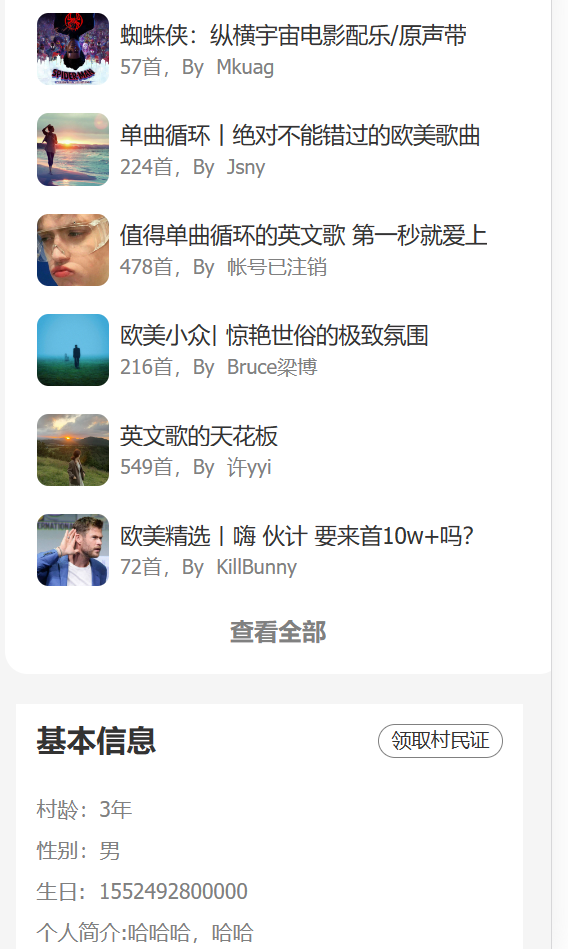 SPIDER-MAN
蜘蛛侠：纵横宇宙电影配乐/原声带
57首，By Mkuag
单曲循环丨绝对不能错过的欧美歌曲
224首，By Jsny
值得单曲循环的英文歌 第一秒就爱上
478首，By 帐号已注销
欧美小众| 惊艳世俗的极致氛围
216首，By Bruce梁博
英文歌的天花板
549首，By 许yyi
欧美精选丨嗨 伙计 要来首10w+吗？
72首，By KillBunny
查看全部
基本信息
领取村民证
村龄：3年
性别：男
生日：1552492800000
个人简介:哈哈哈，哈哈